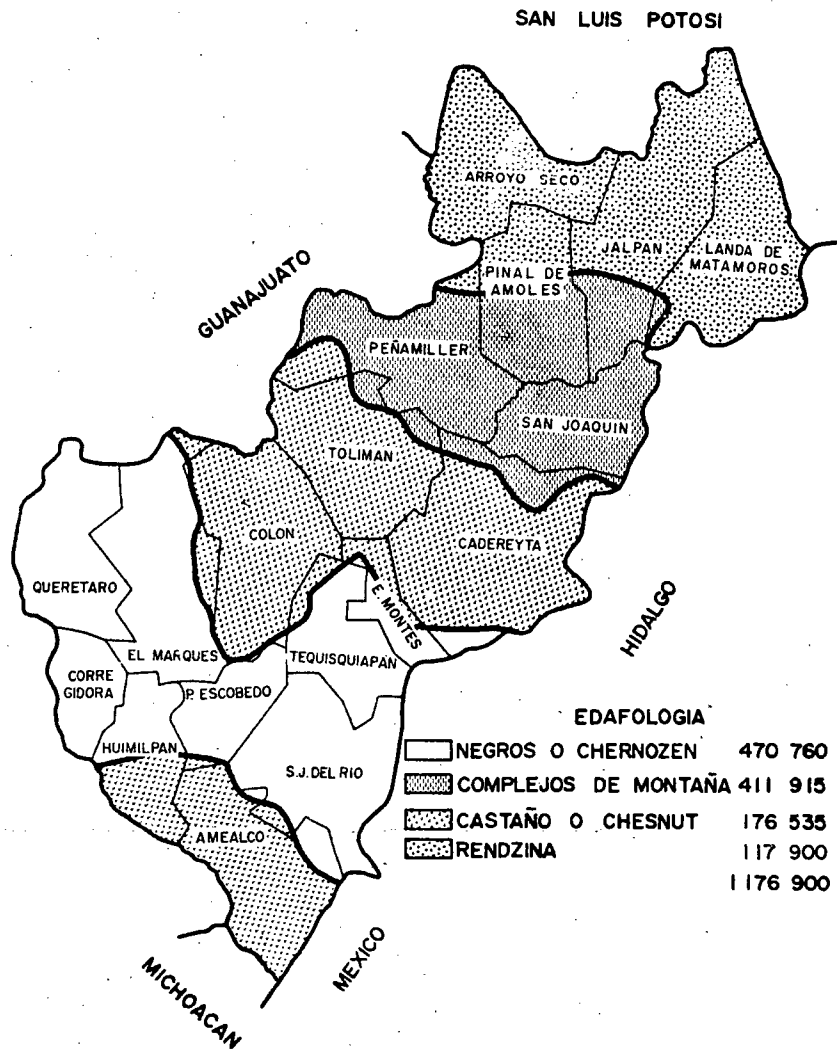 SAN LUIS POTOSI
ARROYO SECO
JALPAN
LANDA DE
MATAMOROS
PINAL DE
AMOLES
GUANAJUATO
PEÑAMILLER
SAN JOAQUIN
TOLIMAN
COLON
CADEREYTA
QUERETARO
E. MONTES
HIDALGO
EL MARQUES
TEQUISQUIAPAN
CORRE
GIDORA
P. ESCOBEDO
HUIMILPAN
S.J. DEL RIO
AMEALCO
MEXICO
MICHOACAN
EDAFOLOGIA
NEGROS O CHERNOZEN 470 760
COMPLEJOS DE MONTAÑA 411 915
CASTAÑO O CHESNUT 176 535
RENDZINA 117 900
1 176 900